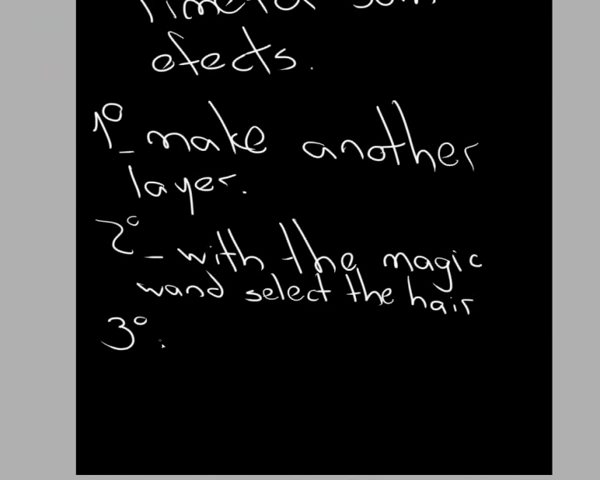 efects.
1º_ make another
layer.
2º_ with the magic
wand select the hair
3º.